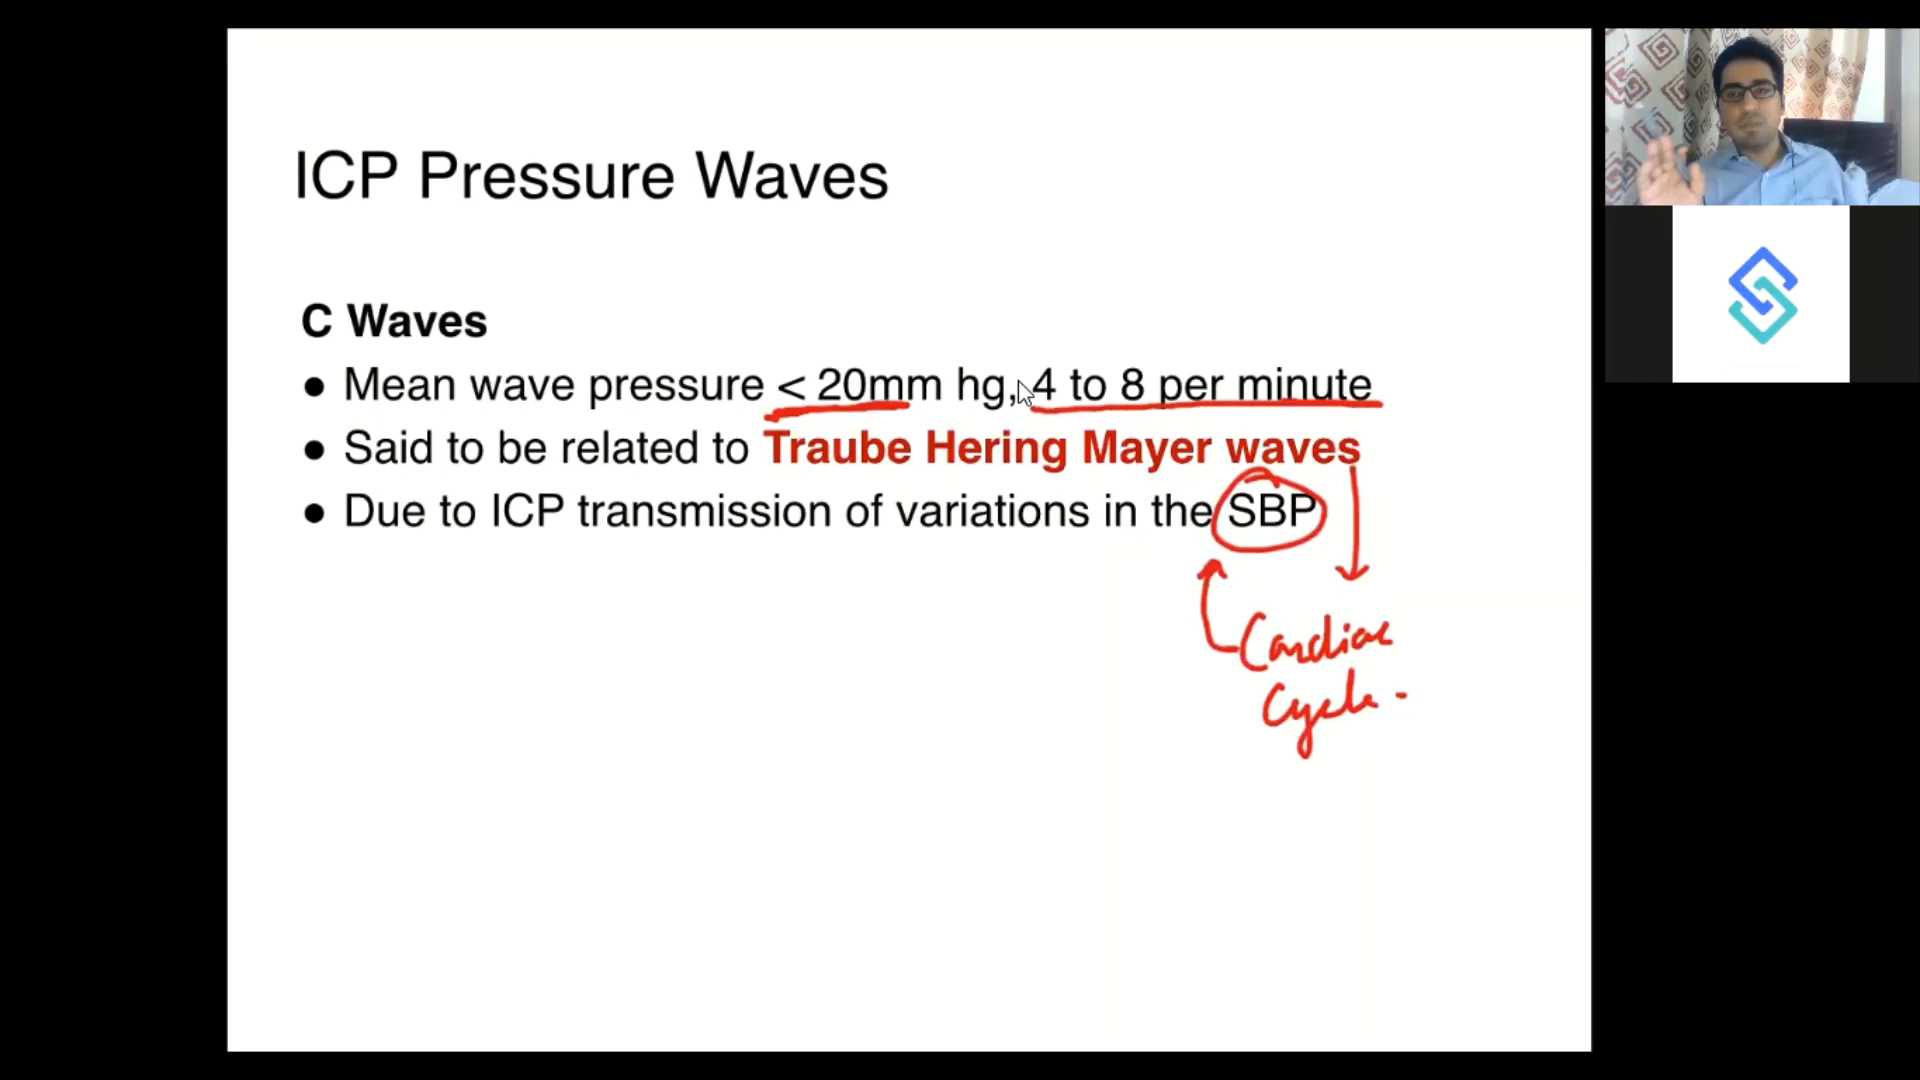 ICP Pressure Waves
C Waves
● Mean wave pressure < 20mm hg, 4 to 8 per minute
● Said to be related to Traube Hering Mayer waves
● Due to ICP transmission of variations in the SBP
Cardiac
Cycle -